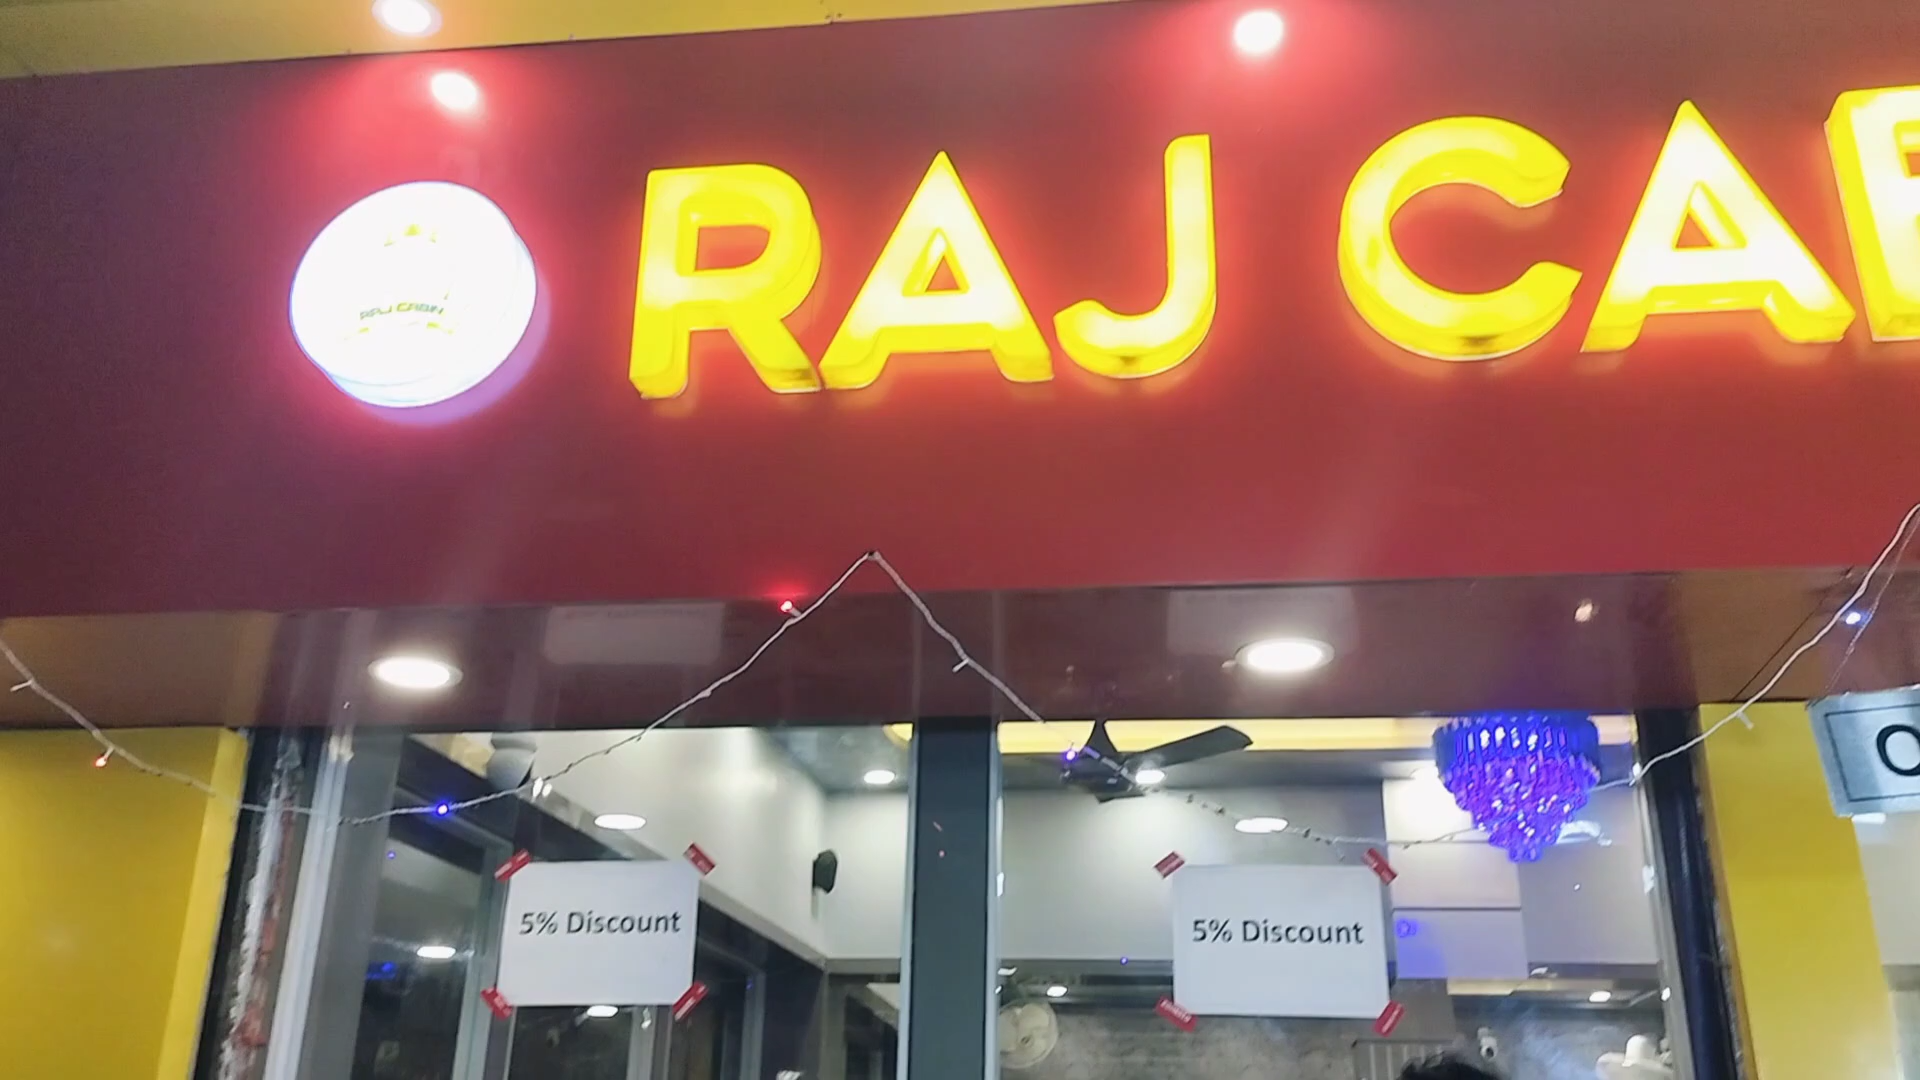 RAJ CAB
RAJ CABIN
5% Discount
5% Discount
O